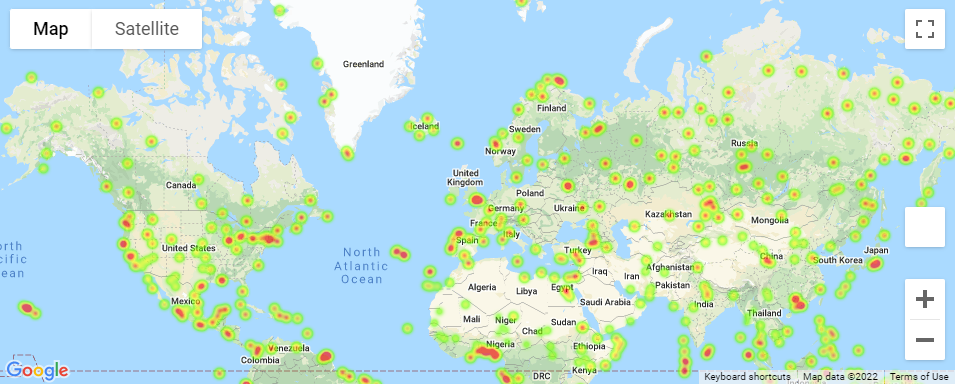 Map
Satellite
Greenland
Iceland
Finland
Sweden
Norway
Russia
United
Kingdom
Canada
Poland
Germany
Ukraine
Kazakhstan
Mongolia
France
Italy
Spain
United States
Turkey
North
Atlantic
Ocean
Japan
China
South Korea
Afghanistan
Iraq
Iran
Pakistan
Algeria
Libya
Egypt
Saudi Arabia
India
Mexico
Mali
Niger
Chad
Sudan
Thailand
Nigeria
Ethiopia
Venezuela
Colombia
Kenya
DRC
orth
cific
ean
Google
Keyboard shortcuts
Map data ©2022
Terms of Use